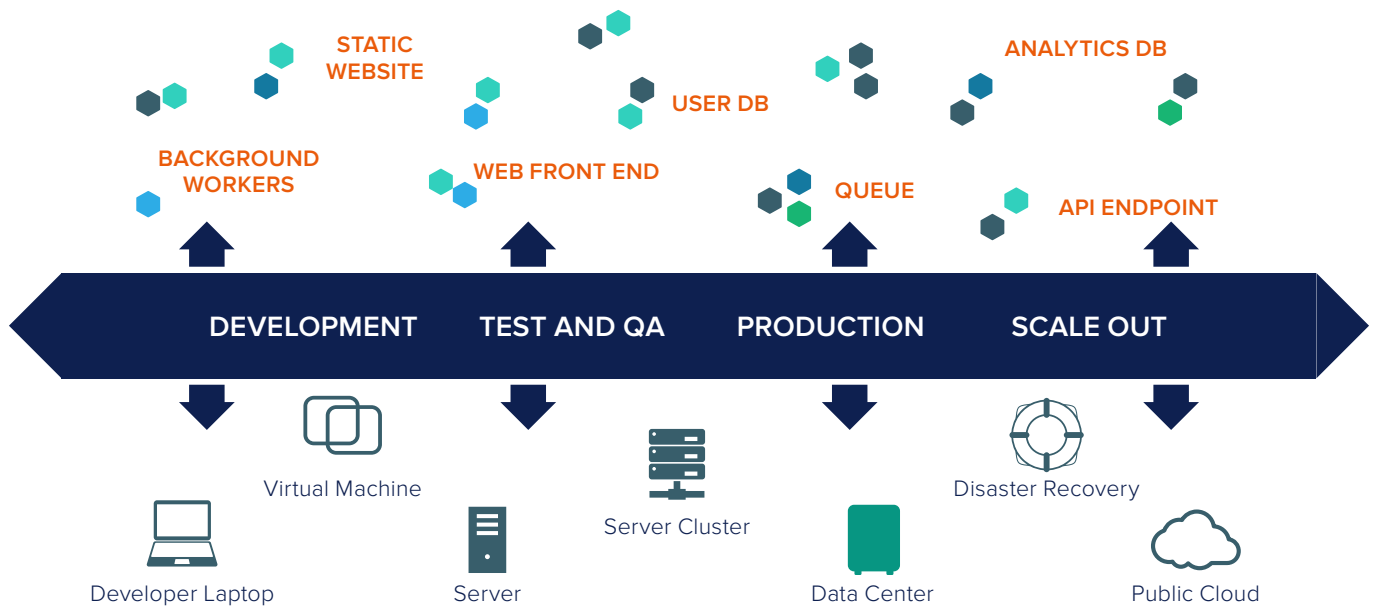 STATIC
WEBSITE
ANALYTICS DB
USER DB
BACKGROUND
WORKERS
WEB FRONT END
QUEUE
API ENDPOINT
DEVELOPMENT
TEST AND QA
PRODUCTION
SCALE OUT
Virtual Machine
Disaster Recovery
Server Cluster
Developer Laptop
Server
Data Center
Public Cloud